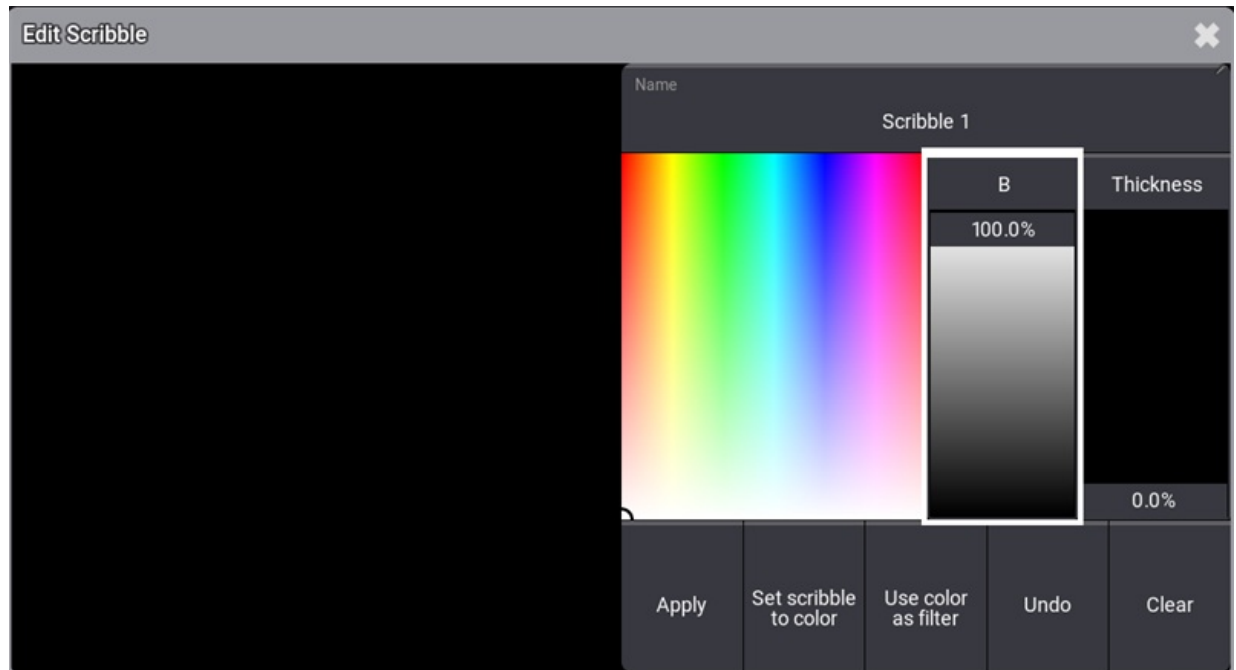 Edit Scribble
Name
Scribble 1
B
Thickness
100.0%
0.0%
Apply
Set scribble
to color
Use color
as filter
Undo
Clear